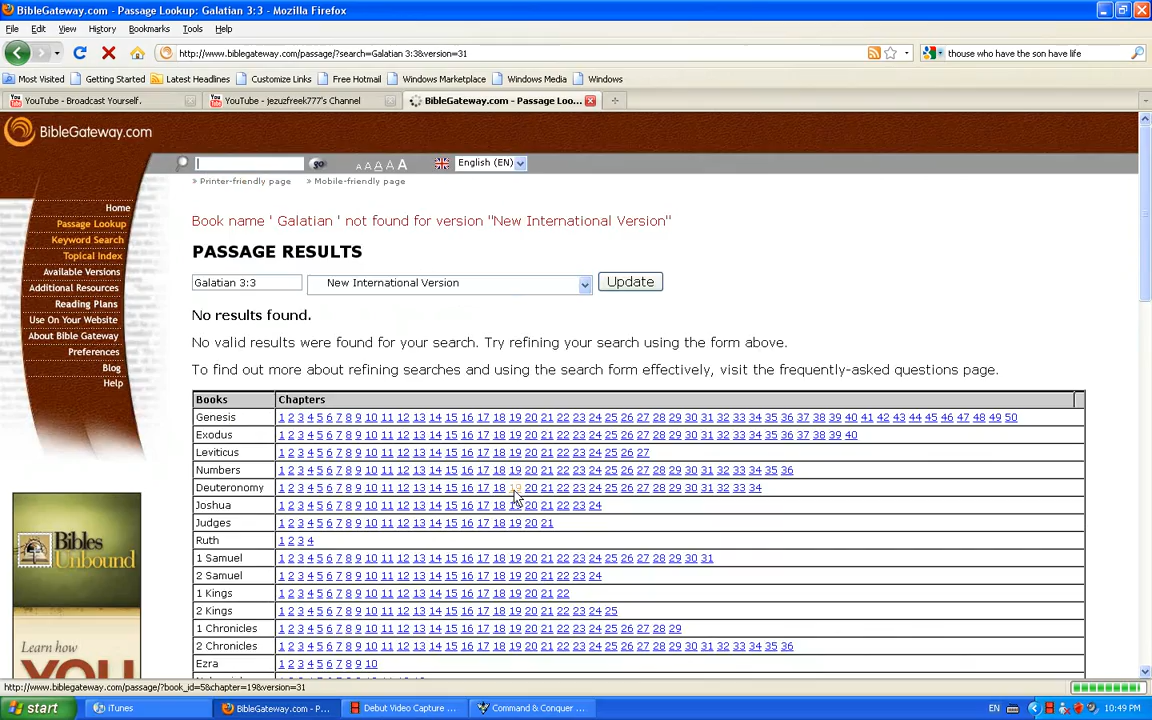 BibleGateway.com - Passage Lookup: Galatian 3:3 - Mozilla Firefox
File Edit View History Bookmarks Tools Help
http://www.biblegateway.com/passage/?search=Galatian 3:3&version=31
thouse who have the son have life
Most Visited Getting Started Latest Headlines Customize Links Free Hotmail Windows Marketplace Windows Media Windows
YouTube - Broadcast Yourself. YouTube - jezuzfreek777's Channel BibleGateway.com - Passage Loo...
BibleGateway.com
go A A A A A English (EN)
» Printer-friendly page » Mobile-friendly page
Home
Passage Lookup
Keyword Search
Topical Index
Available Versions
Additional Resources
Reading Plans
Use On Your Website
About Bible Gateway
Preferences
Blog
Help
Book name ' Galatian ' not found for version "New International Version"
PASSAGE RESULTS
Galatian 3:3 New International Version Update
No results found.
No valid results were found for your search. Try refining your search using the form above.
To find out more about refining searches and using the search form effectively, visit the frequently-asked questions page.
Books Chapters
Genesis 1 2 3 4 5 6 7 8 9 10 11 12 13 14 15 16 17 18 19 20 21 22 23 24 25 26 27 28 29 30 31 32 33 34 35 36 37 38 39 40 41 42 43 44 45 46 47 48 49 50
Exodus 1 2 3 4 5 6 7 8 9 10 11 12 13 14 15 16 17 18 19 20 21 22 23 24 25 26 27 28 29 30 31 32 33 34 35 36 37 38 39 40
Leviticus 1 2 3 4 5 6 7 8 9 10 11 12 13 14 15 16 17 18 19 20 21 22 23 24 25 26 27
Numbers 1 2 3 4 5 6 7 8 9 10 11 12 13 14 15 16 17 18 19 20 21 22 23 24 25 26 27 28 29 30 31 32 33 34 35 36
Deuteronomy 1 2 3 4 5 6 7 8 9 10 11 12 13 14 15 16 17 18 19 20 21 22 23 24 25 26 27 28 29 30 31 32 33 34
Joshua 1 2 3 4 5 6 7 8 9 10 11 12 13 14 15 16 17 18 19 20 21 22 23 24
Judges 1 2 3 4 5 6 7 8 9 10 11 12 13 14 15 16 17 18 19 20 21
Ruth 1 2 3 4
1 Samuel 1 2 3 4 5 6 7 8 9 10 11 12 13 14 15 16 17 18 19 20 21 22 23 24 25 26 27 28 29 30 31
2 Samuel 1 2 3 4 5 6 7 8 9 10 11 12 13 14 15 16 17 18 19 20 21 22 23 24
1 Kings 1 2 3 4 5 6 7 8 9 10 11 12 13 14 15 16 17 18 19 20 21 22
2 Kings 1 2 3 4 5 6 7 8 9 10 11 12 13 14 15 16 17 18 19 20 21 22 23 24 25
1 Chronicles 1 2 3 4 5 6 7 8 9 10 11 12 13 14 15 16 17 18 19 20 21 22 23 24 25 26 27 28 29
2 Chronicles 1 2 3 4 5 6 7 8 9 10 11 12 13 14 15 16 17 18 19 20 21 22 23 24 25 26 27 28 29 30 31 32 33 34 35 36
Ezra 1 2 3 4 5 6 7 8 9 10
Bibles
Unbound
Learn how
YOU
http://www.biblegateway.com/passage/?book_id=5&chapter=19&version=31
start iTunes BibleGateway.com - P... Debut Video Capture ... Command & Conquer ... EN 10:49 PM